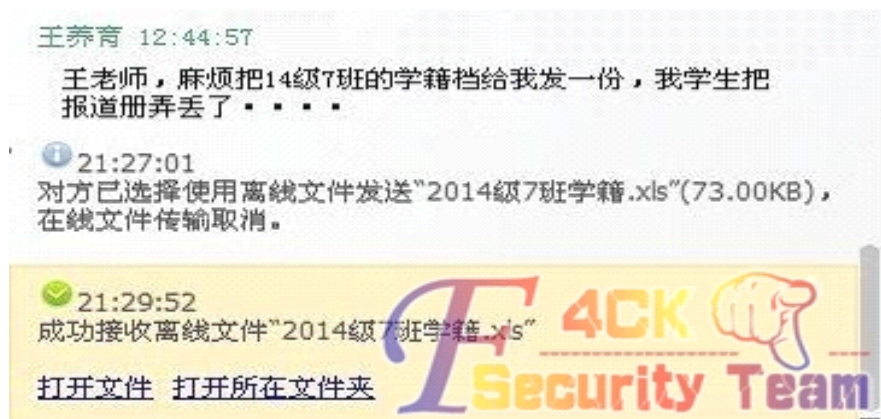 王养育 12:44:57
王老师，麻烦把14级7班的学籍档给我发一份，我学生把
报道册弄丢了····
21:27:01
对方已选择使用离线文件发送“2014级7班学籍.xls”(73.00KB)，
在线文件传输取消。
21:29:52
成功接收离线文件“2014级7班学籍.xls”
打开文件 打开所在文件夹
F4CK
Security Team